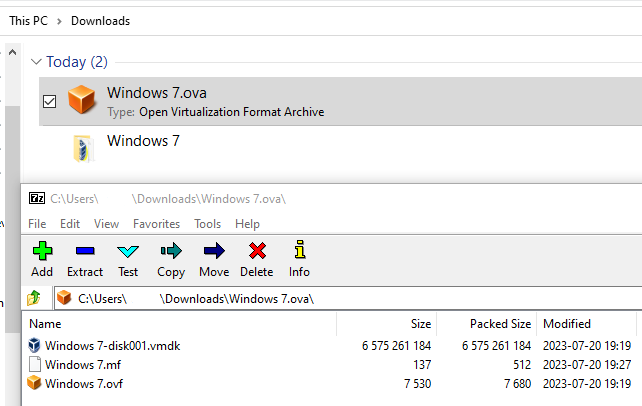 This PC > Downloads
Today (2)
Windows 7.ova
Type: Open Virtualization Format Archive
Windows 7
7z C:\Users\ \Downloads\Windows 7.ova\
File Edit View Favorites Tools Help
Add Extract Test Copy Move Delete Info
C:\Users\ \Downloads\Windows 7.ova\
Name Size Packed Size Modified
Windows 7-disk001.vmdk 6 575 261 184 6 575 261 184 2023-07-20 19:19
Windows 7.mf 137 512 2023-07-20 19:27
Windows 7.ovf 7 530 7 680 2023-07-20 19:19